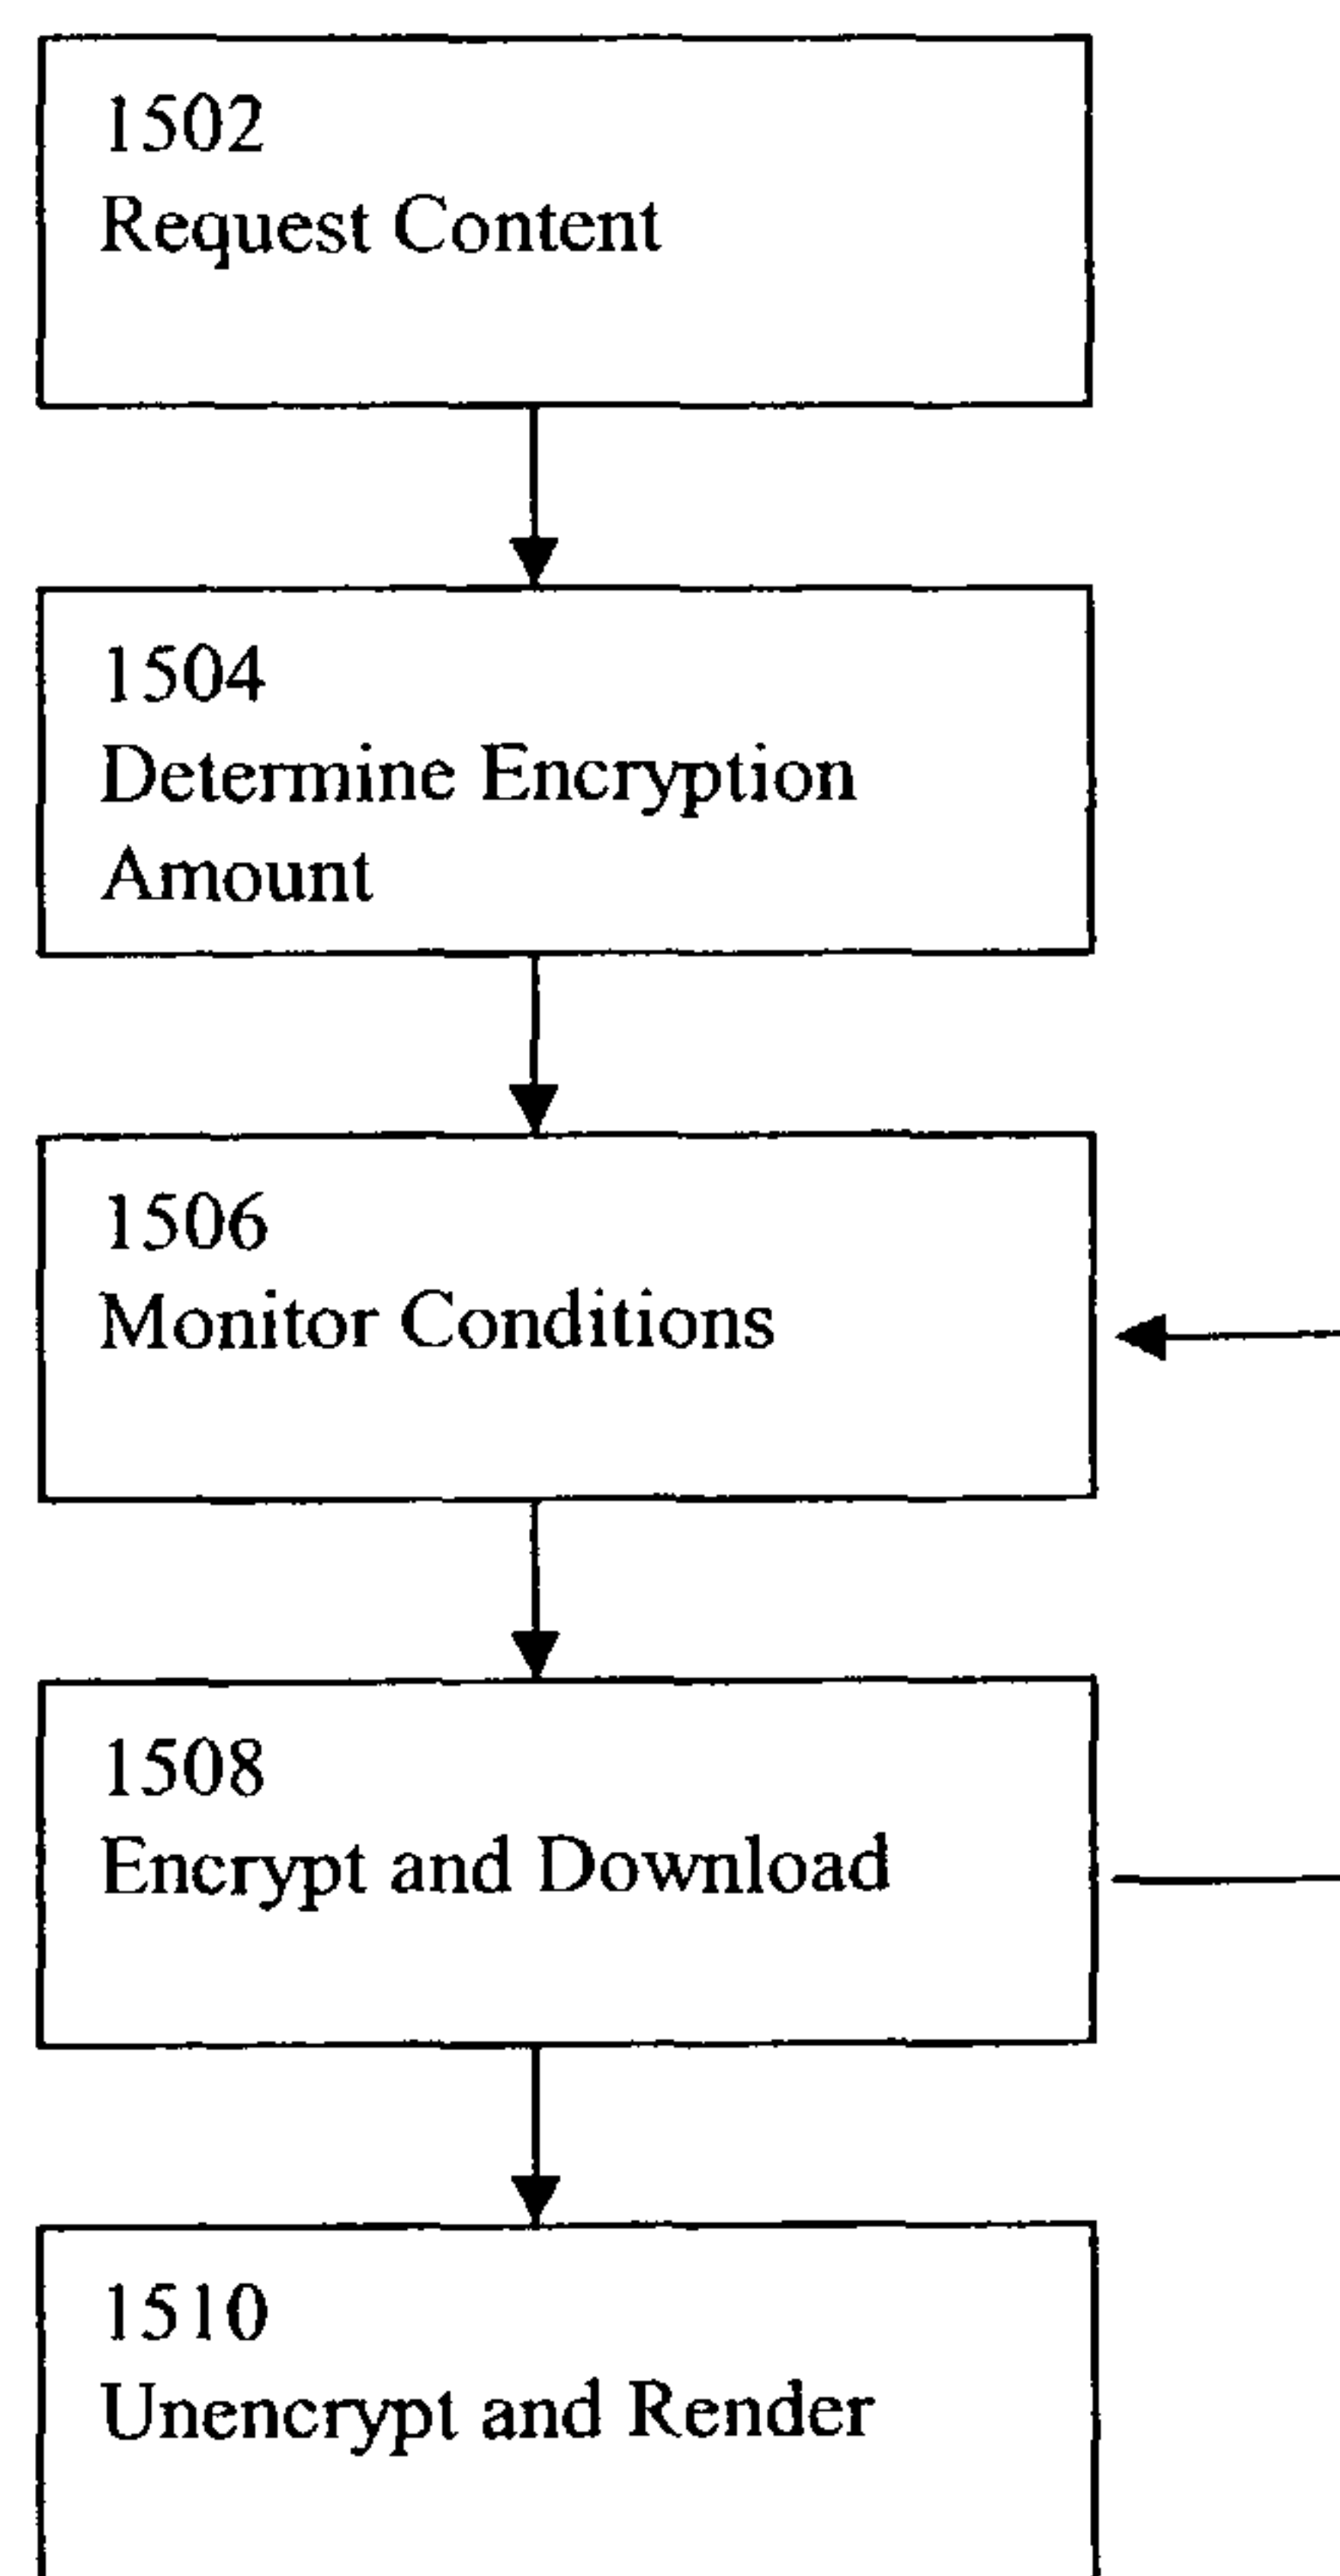 1502
Request Content
1504
Determine Encryption
Amount
1506
Monitor Conditions
1508
Encrypt and Download
1510
Unencrypt and Render